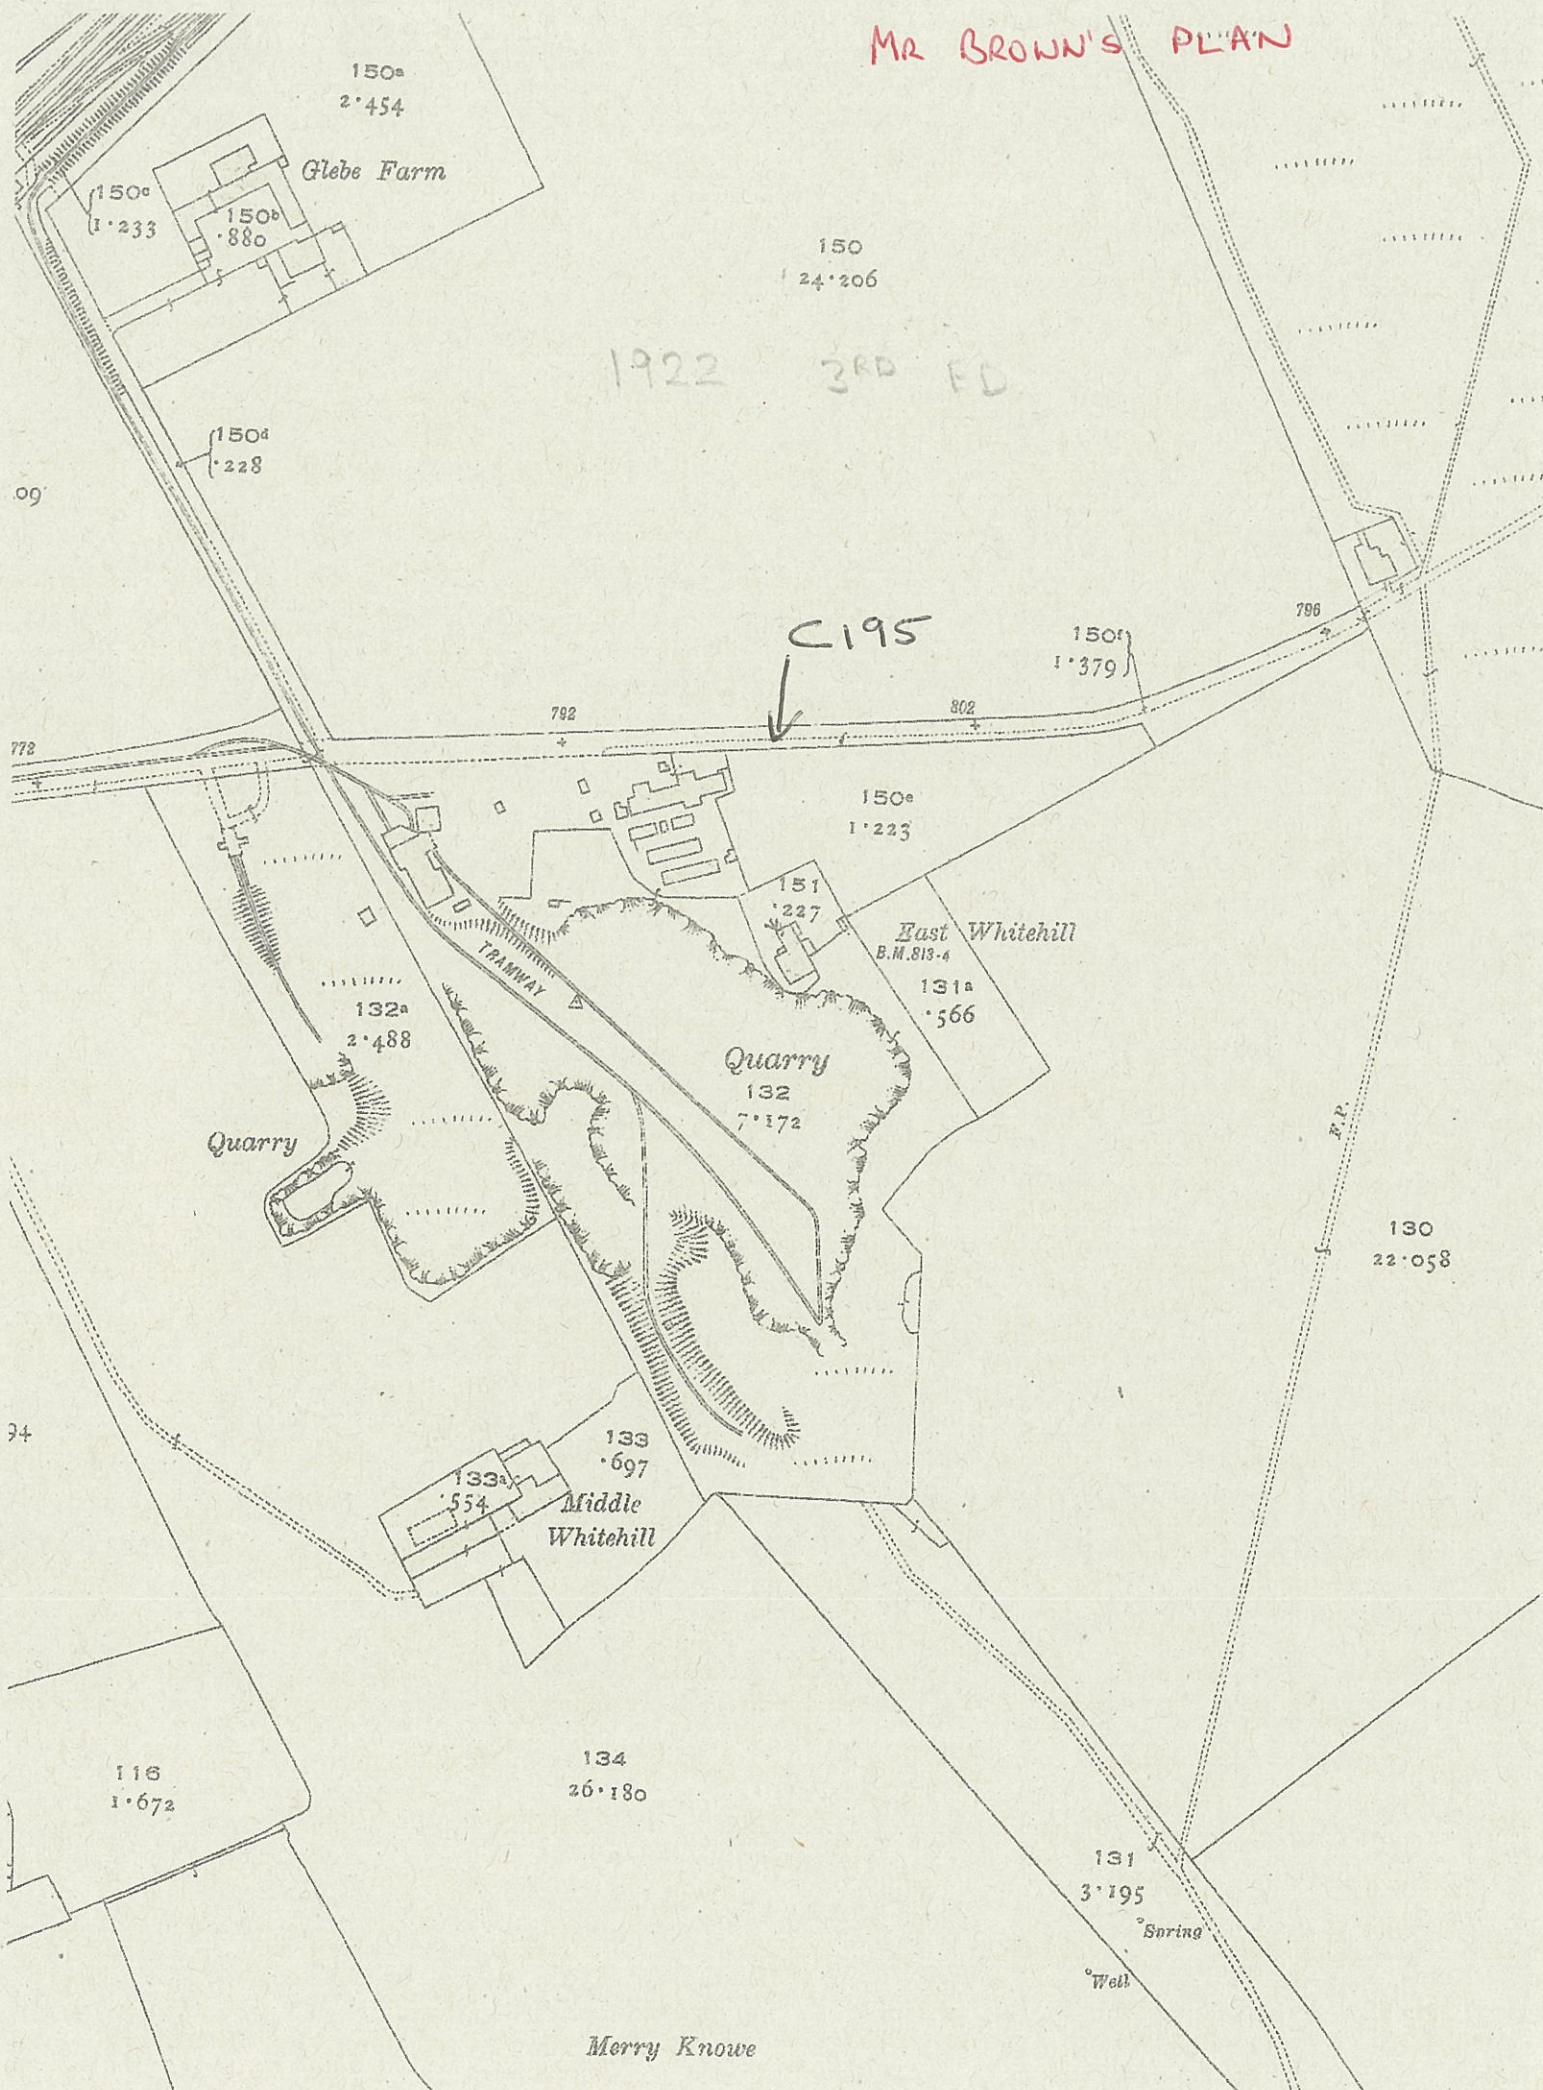 MR BROWN'S PLAN
150a
2·454
Glebe Farm
150c
1·233
150b
·880
150
24·206
1922 3RD ED
150d
·228
.09
C195
796
150f
1·379
792
802
772
150e
1·223
151
·227
East Whitehill
B.M.813·4
131a
·566
TRAMWAY
132a
2·488
Quarry
132
7·172
F.P.
Quarry
130
22·058
94
133
·697
133a
·554
Middle
Whitehill
134
26·180
116
1·672
131
3·195
Spring
Well
Merry Knowe